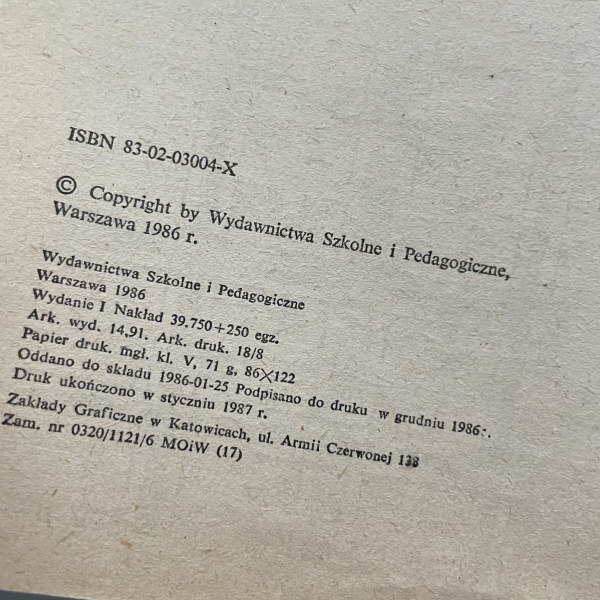 ISBN 83-02-03004-X
© Copyright by Wydawnictwa Szkolne i Pedagogiczne,
Warszawa 1986 r.
Wydawnictwa Szkolne i Pedagogiczne
Warszawa 1986
Wydanie I Nakład 39.750+250 egz.
Ark. wyd. 14,91. Ark. druk. 18/8
Papier druk. mgł. kl. V, 71 g, 86×122
Oddano do składu 1986-01-25 Podpisano do druku w grudniu 1986.
Druk ukończono w styczniu 1987 r.
Zakłady Graficzne w Katowicach, ul. Armii Czerwonej 138
Zam. nr 0320/1121/6 MOiW (17)